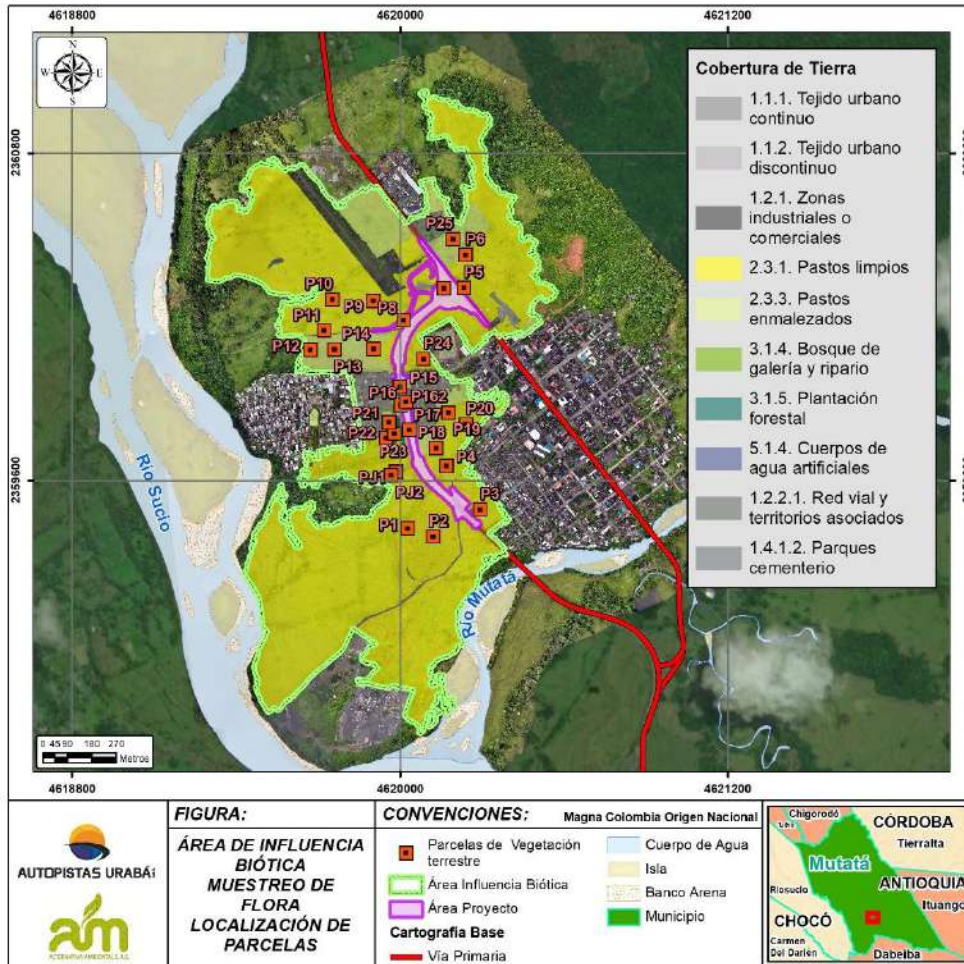 4618800
4620000
4621200
N
W E
S
2360800
2359600
Cobertura de Tierra
1.1.1. Tejido urbano
continuo
1.1.2. Tejido urbano
discontinuo
1.2.1. Zonas
industriales o
comerciales
2.3.1. Pastos limpios
2.3.3. Pastos
enmalezados
3.1.4. Bosque de
galería y ripario
3.1.5. Plantación
forestal
5.1.4. Cuerpos de
agua artificiales
1.2.2.1. Red vial y
territorios asociados
1.4.1.2. Parques
cementerio
P25
P6
P5
P10
P9
P8
P11
P14
P12
P13
P24
P15
P16
P162
P21
P17
P20
P22
P18
P19
P23
P4
PJ1
PJ2
P3
P1
P2
Río Sucio
Río Mutatá
0 45 90 180 270
Metros
4618800
4620000
4621200
AUTOPISTAS URABÁ
am
ALTERNATIVA AMBIENTAL S.A.S.
FIGURA:
ÁREA DE INFLUENCIA
BIÓTICA
MUESTREO DE
FLORA
LOCALIZACIÓN DE
PARCELAS
CONVENCIONES:
Magna Colombia Origen Nacional
Parcelas de Vegetación
terrestre
Área Influencia Biótica
Área Proyecto
Cartografía Base
Vía Primaria
Cuerpo de Agua
Isla
Banco Arena
Municipio
Chigorodó
CÓRDOBA
Tierralta
Mutatá
ANTIOQUIA
Riosucio
Ituango
CHOCÓ
Carmen
Del Darién
Dabeiba